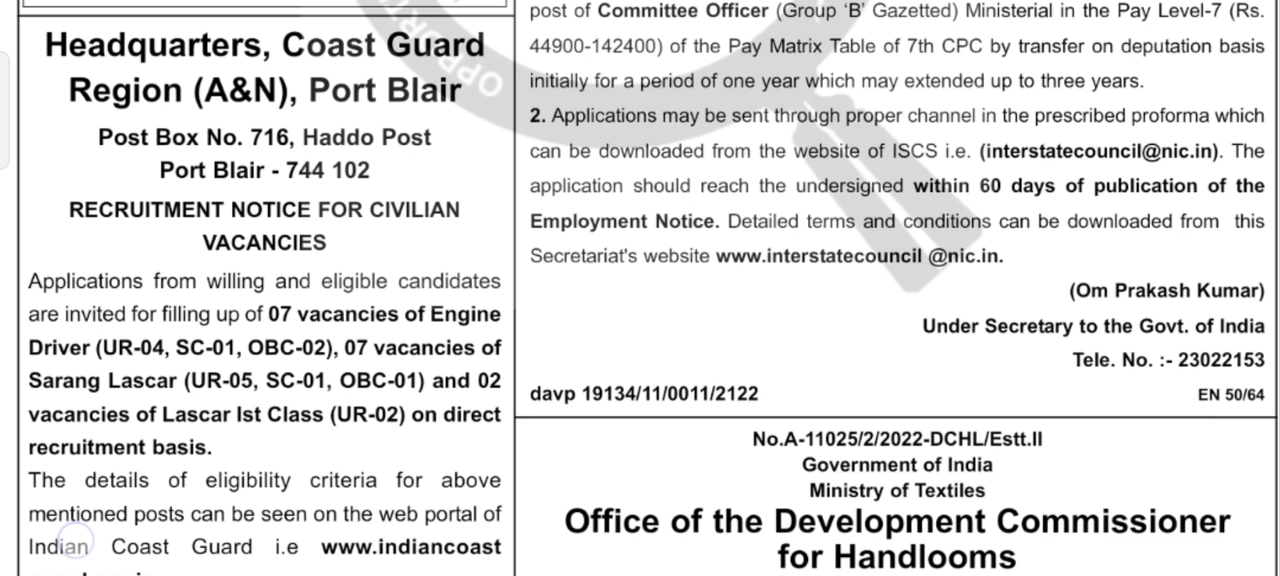 Headquarters, Coast Guard
Region (A&N), Port Blair
Post Box No. 716, Haddo Post
Port Blair - 744 102
RECRUITMENT NOTICE FOR CIVILIAN
VACANCIES
Applications from willing and eligible candidates
are invited for filling up of 07 vacancies of Engine
Driver (UR-04, SC-01, OBC-02), 07 vacancies of
Sarang Lascar (UR-05, SC-01, OBC-01) and 02
vacancies of Lascar Ist Class (UR-02) on direct
recruitment basis.
The details of eligibility criteria for above
mentioned posts can be seen on the web portal of
Indian Coast Guard i.e www.indiancoast
post of Committee Officer (Group ‘B’ Gazetted) Ministerial in the Pay Level-7 (Rs.
44900-142400) of the Pay Matrix Table of 7th CPC by transfer on deputation basis
initially for a period of one year which may extended up to three years.
2. Applications may be sent through proper channel in the prescribed proforma which
can be downloaded from the website of ISCS i.e. (interstatecouncil@nic.in). The
application should reach the undersigned within 60 days of publication of the
Employment Notice. Detailed terms and conditions can be downloaded from this
Secretariat's website www.interstatecouncil @nic.in.
(Om Prakash Kumar)
Under Secretary to the Govt. of India
Tele. No. :- 23022153
davp 19134/11/0011/2122
EN 50/64
No.A-11025/2/2022-DCHL/Estt.II
Government of India
Ministry of Textiles
Office of the Development Commissioner
for Handlooms